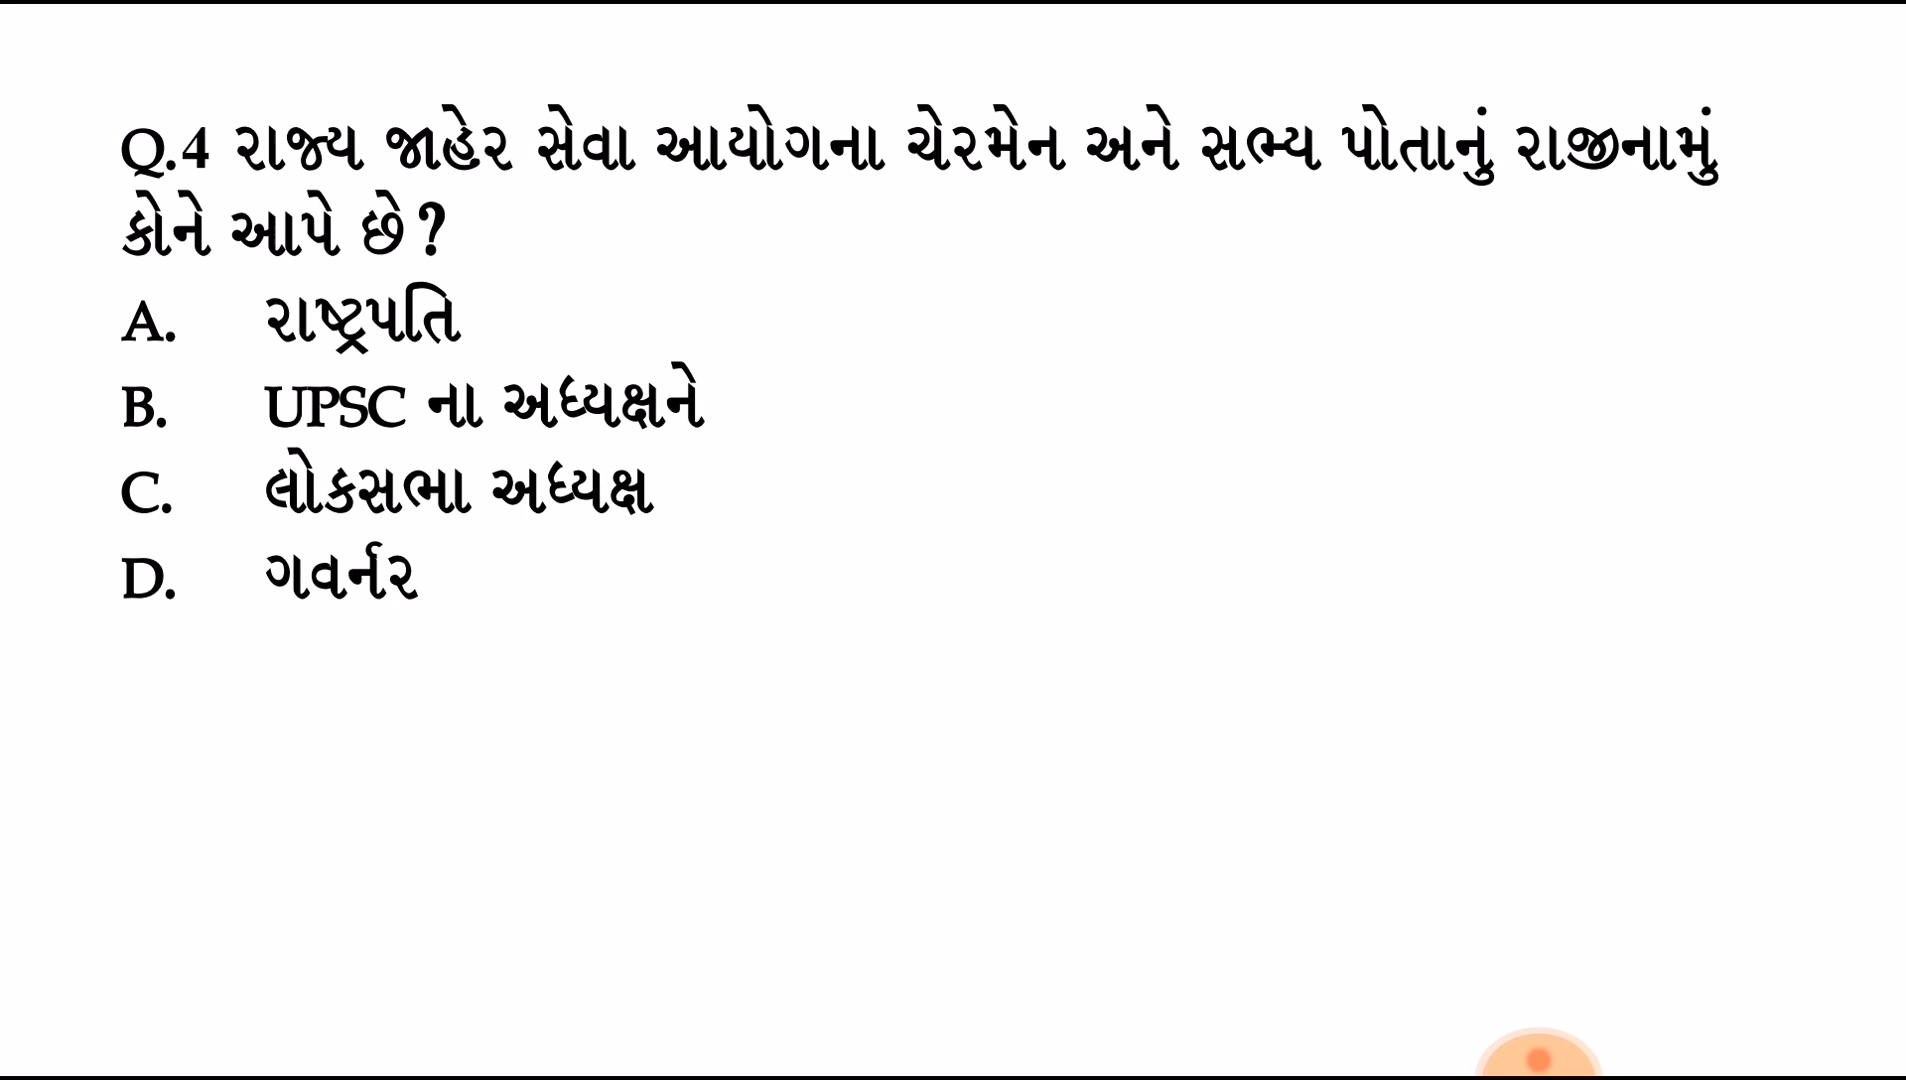 Q.4 રાજ્ય જાહેર સેવા આયોગના ચેરમેન અને સભ્ય પોતાનું રાજીનામું
કોને આપે છે?
A. રાષ્ટ્રપતિ
B. UPSC ના અધ્યક્ષને
C. લોકસભા અધ્યક્ષ
D. ગવર્નર